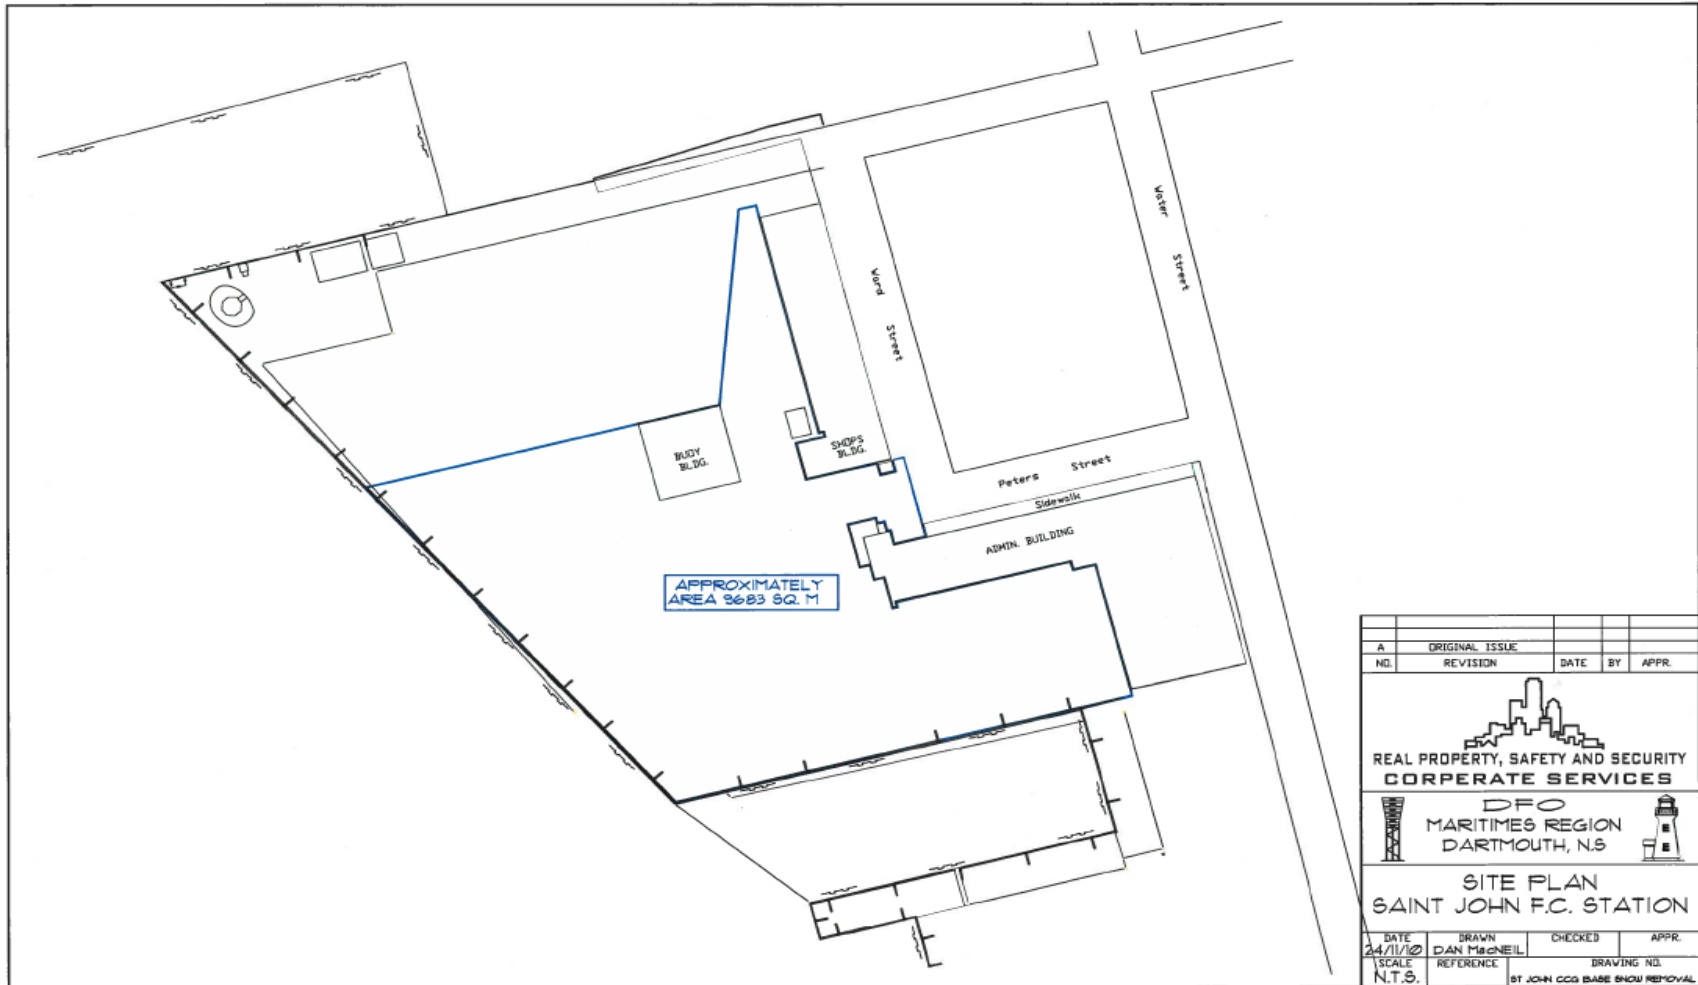 Water
Street
Ward
Street
SHOPS
BLDG.
BUOY
BLDG.
Peters Street
Sidewalk
ADMIN. BUILDING
APPROXIMATELY
AREA 9683 SQ. M
A ORIGINAL ISSUE
NO. REVISION DATE BY APPR.
REAL PROPERTY, SAFETY AND SECURITY
CORPERATE SERVICES
DFO
MARITIMES REGION
DARTMOUTH, N.S
SITE PLAN
SAINT JOHN F.C. STATION
DATE DRAWN CHECKED APPR.
24/11/10 DAN MacNEIL
SCALE REFERENCE DRAWING NO.
N.T.S. ST JOHN CCG BASE SNOW REMOVAL